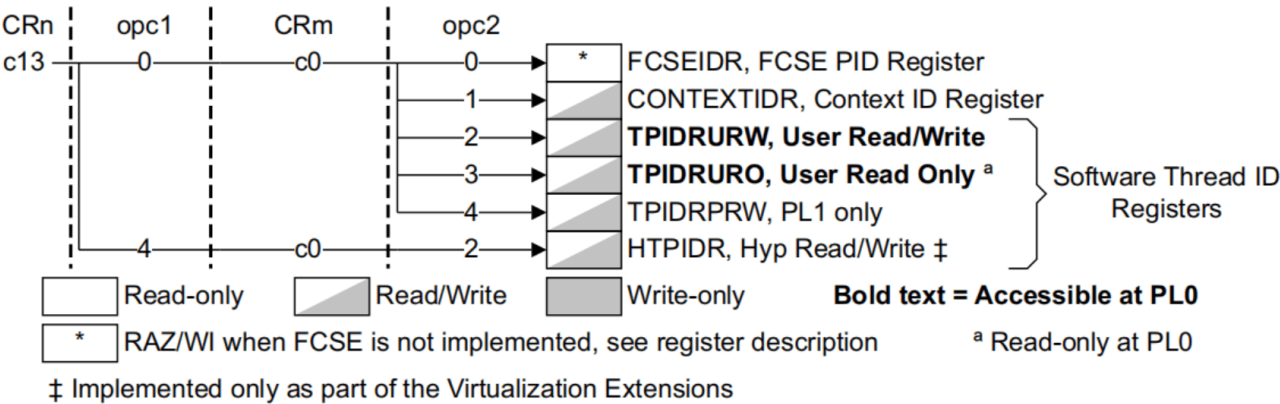 CRn opc1 CRm opc2
c13 0 c0 0 * FCSEIDR, FCSE PID Register
1 CONTEXTIDR, Context ID Register
2 TPIDRURW, User Read/Write
3 TPIDRURO, User Read Only a
4 TPIDRPRW, PL1 only
4 c0 2 HTPIDR, Hyp Read/Write ‡
Software Thread ID
Registers
Read-only Read/Write Write-only Bold text = Accessible at PL0
* RAZ/WI when FCSE is not implemented, see register description a Read-only at PL0
‡ Implemented only as part of the Virtualization Extensions